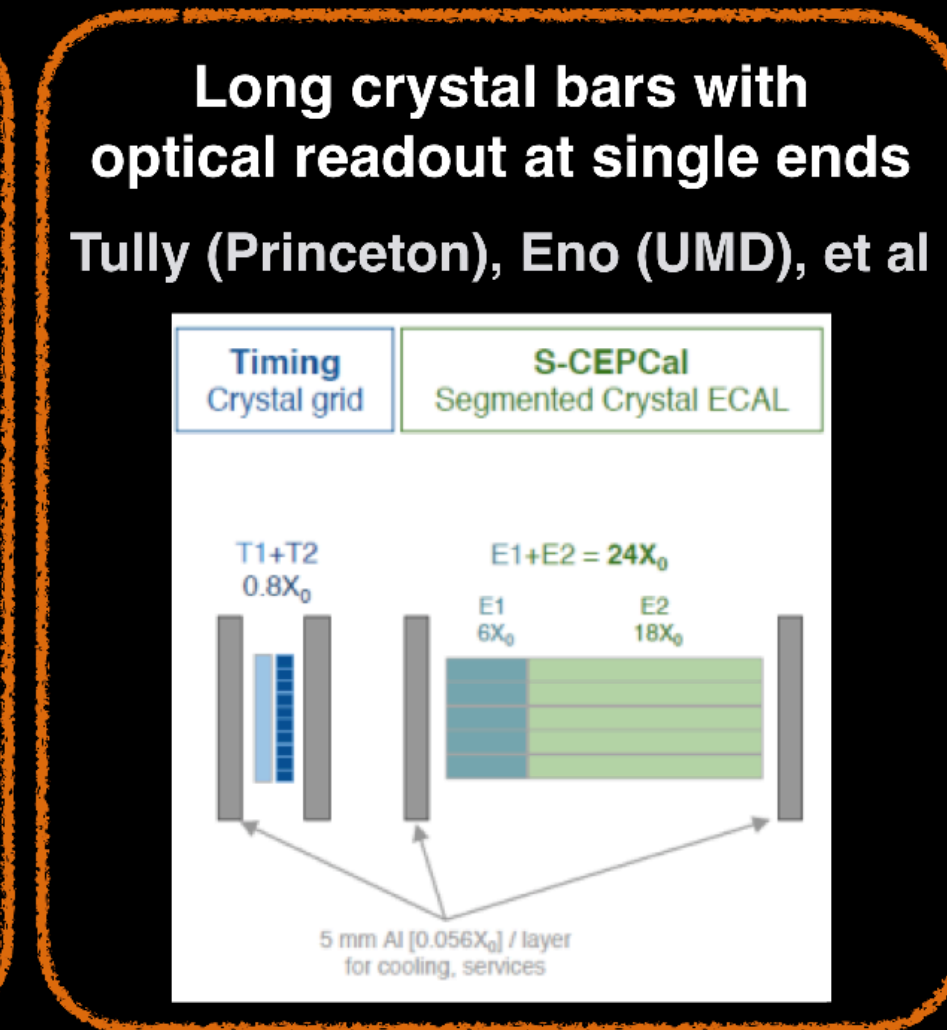 Long crystal bars with
optical readout at single ends
Tully (Princeton), Eno (UMD), et al
Timing
Crystal grid
S-CEPCal
Segmented Crystal ECAL
T1+T2
0.8X₀
E1+E2 = 24X₀
E1
6X₀
E2
18X₀
5 mm Al [0.056X₀] / layer
for cooling, services